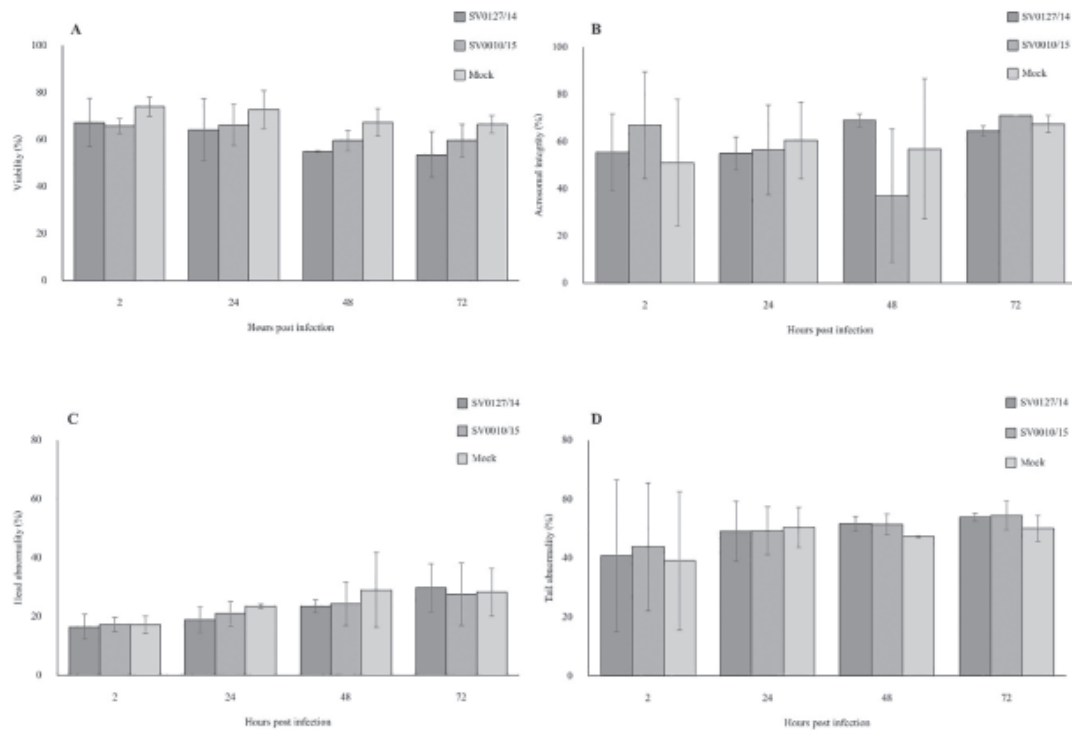 A
SV0127/14
SV0010/15
Mock
Viability (%)
100
80
60
40
20
0
2
24
48
72
Hours post infection
B
SV0127/14
SV0010/15
Mock
Acrosomal integrity (%)
100
80
60
40
20
0
2
24
48
72
Hours post infection
C
SV0127/14
SV0010/15
Mock
Head abnormality (%)
80
60
40
20
0
2
24
48
72
Hours post infection
D
SV0127/14
SV0010/15
Mock
Tail abnormality (%)
80
60
40
20
0
2
24
48
72
Hours post infection